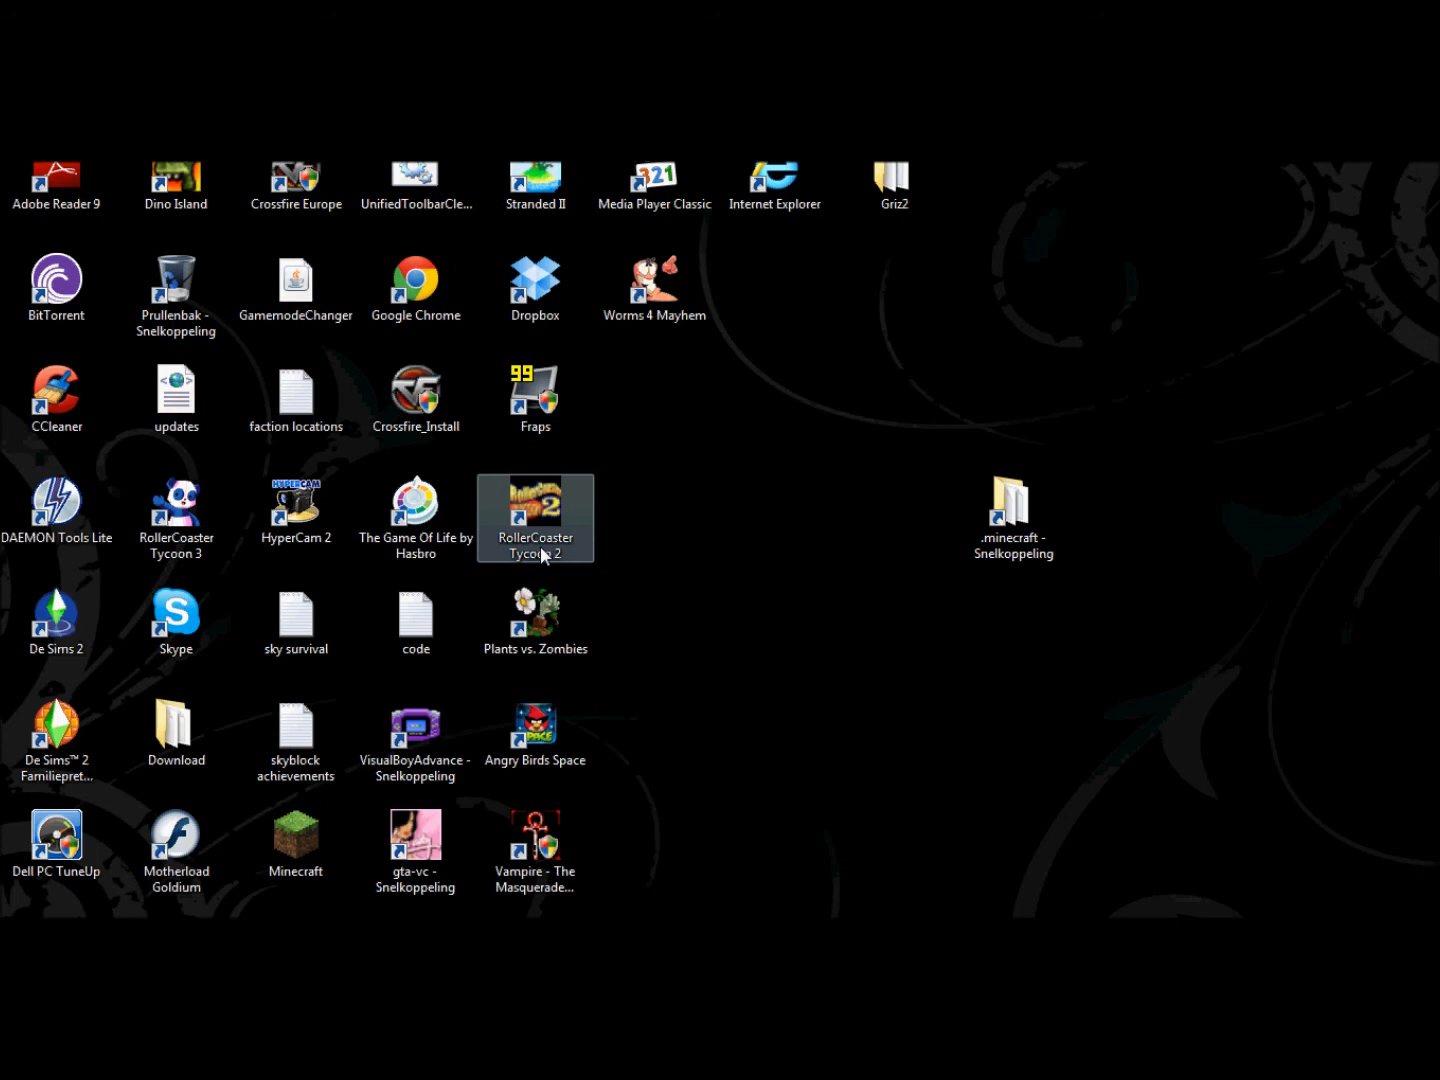 Adobe Reader 9
Dino Island
Crossfire Europe
UnifiedToolbarCle...
Stranded II
321
Media Player Classic
Internet Explorer
Griz2
BitTorrent
Prullenbak -
Snelkoppeling
GamemodeChanger
Google Chrome
Dropbox
Worms 4 Mayhem
CCleaner
updates
faction locations
Crossfire_Install
99
Fraps
DAEMON Tools Lite
RollerCoaster
Tycoon 3
HYPERCAM
HyperCam 2
The Game Of Life by
Hasbro
RollerCoaster
Tycoon 2
.minecraft -
Snelkoppeling
De Sims 2
Skype
sky survival
code
Plants vs. Zombies
De Sims™ 2
Familiepret...
Download
skyblock
achievements
VisualBoyAdvance -
Snelkoppeling
SPACE
Angry Birds Space
Dell PC TuneUp
Motherload
Goldium
Minecraft
gta-vc -
Snelkoppeling
Vampire - The
Masquerade...